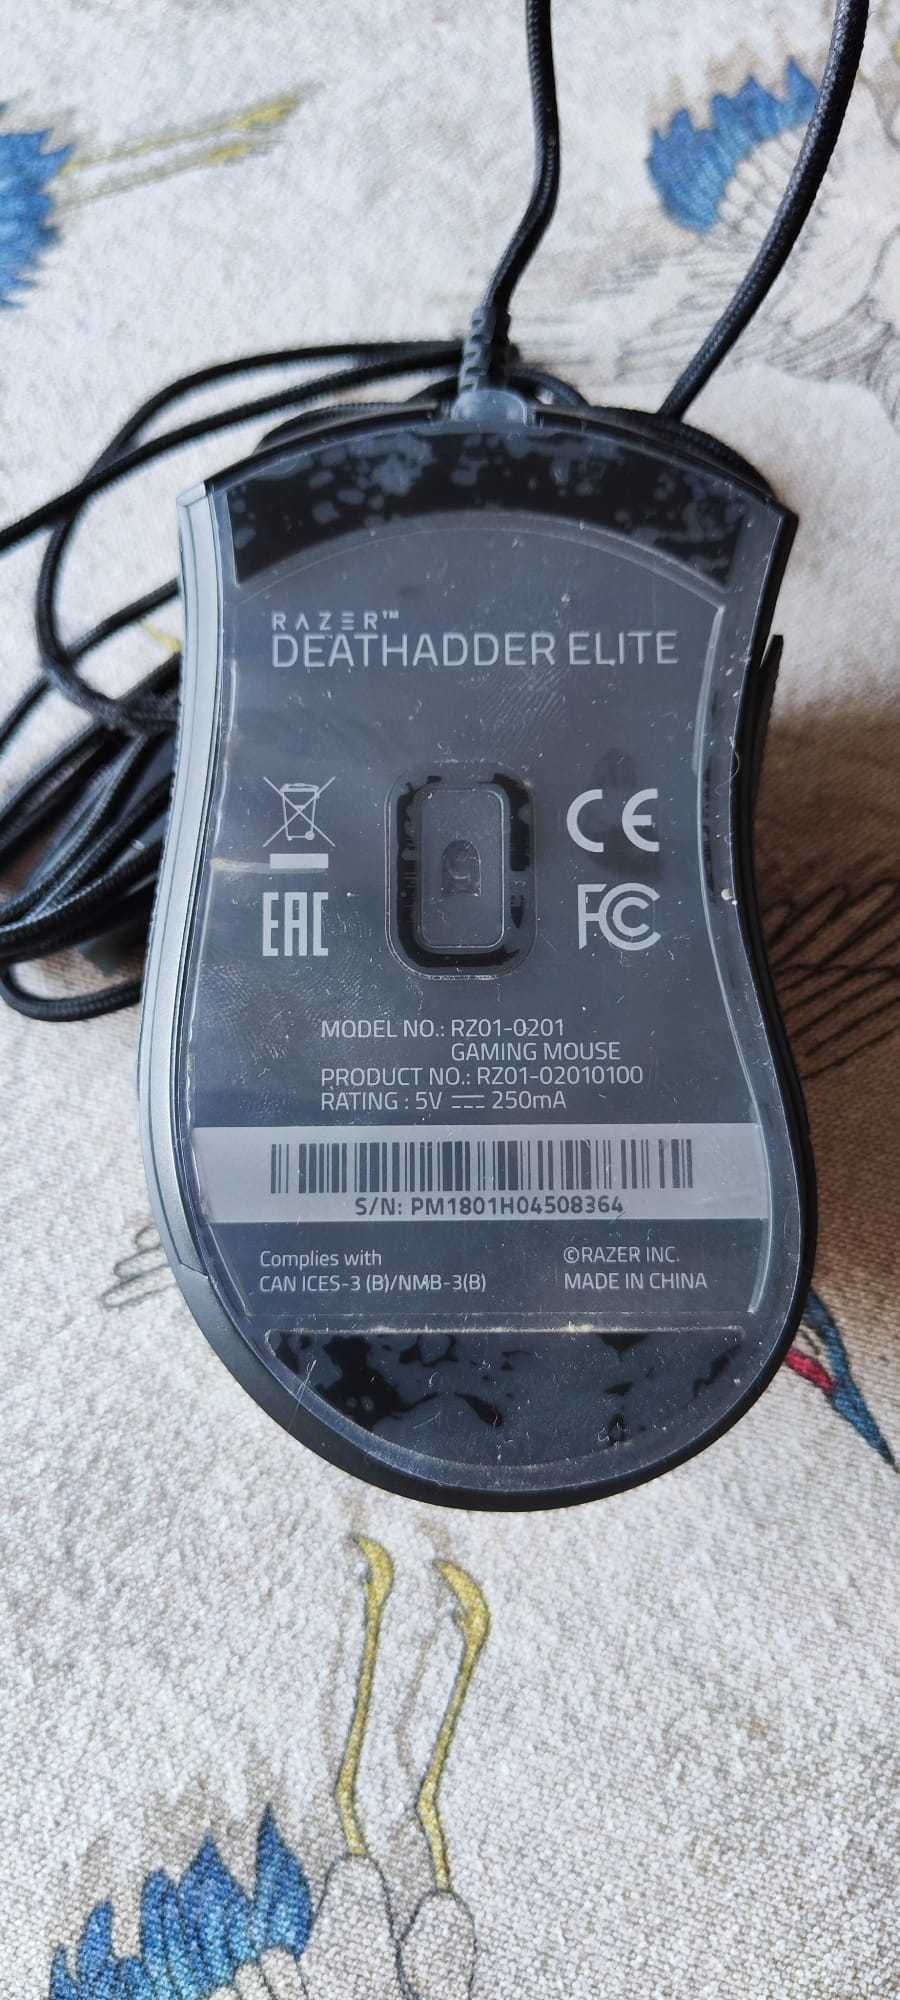 RAZER™
DEATHADDER ELITE
CE
EAC
FC
MODEL NO.: RZ01-0201
GAMING MOUSE
PRODUCT NO.: RZ01-02010100
RATING : 5V ⎓ 250mA
S/N: PM1801H04508364
Complies with
CAN ICES-3 (B)/NMB-3(B)
©RAZER INC.
MADE IN CHINA